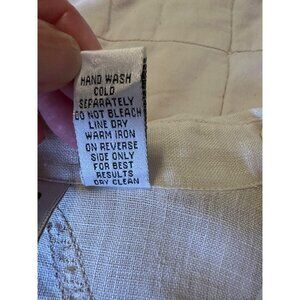 HAND WASH
COLD
SEPARATELY
DO NOT BLEACH
LINE DRY
WARM IRON
ON REVERSE
SIDE ONLY
FOR BEST
RESULTS
DRY CLEAN